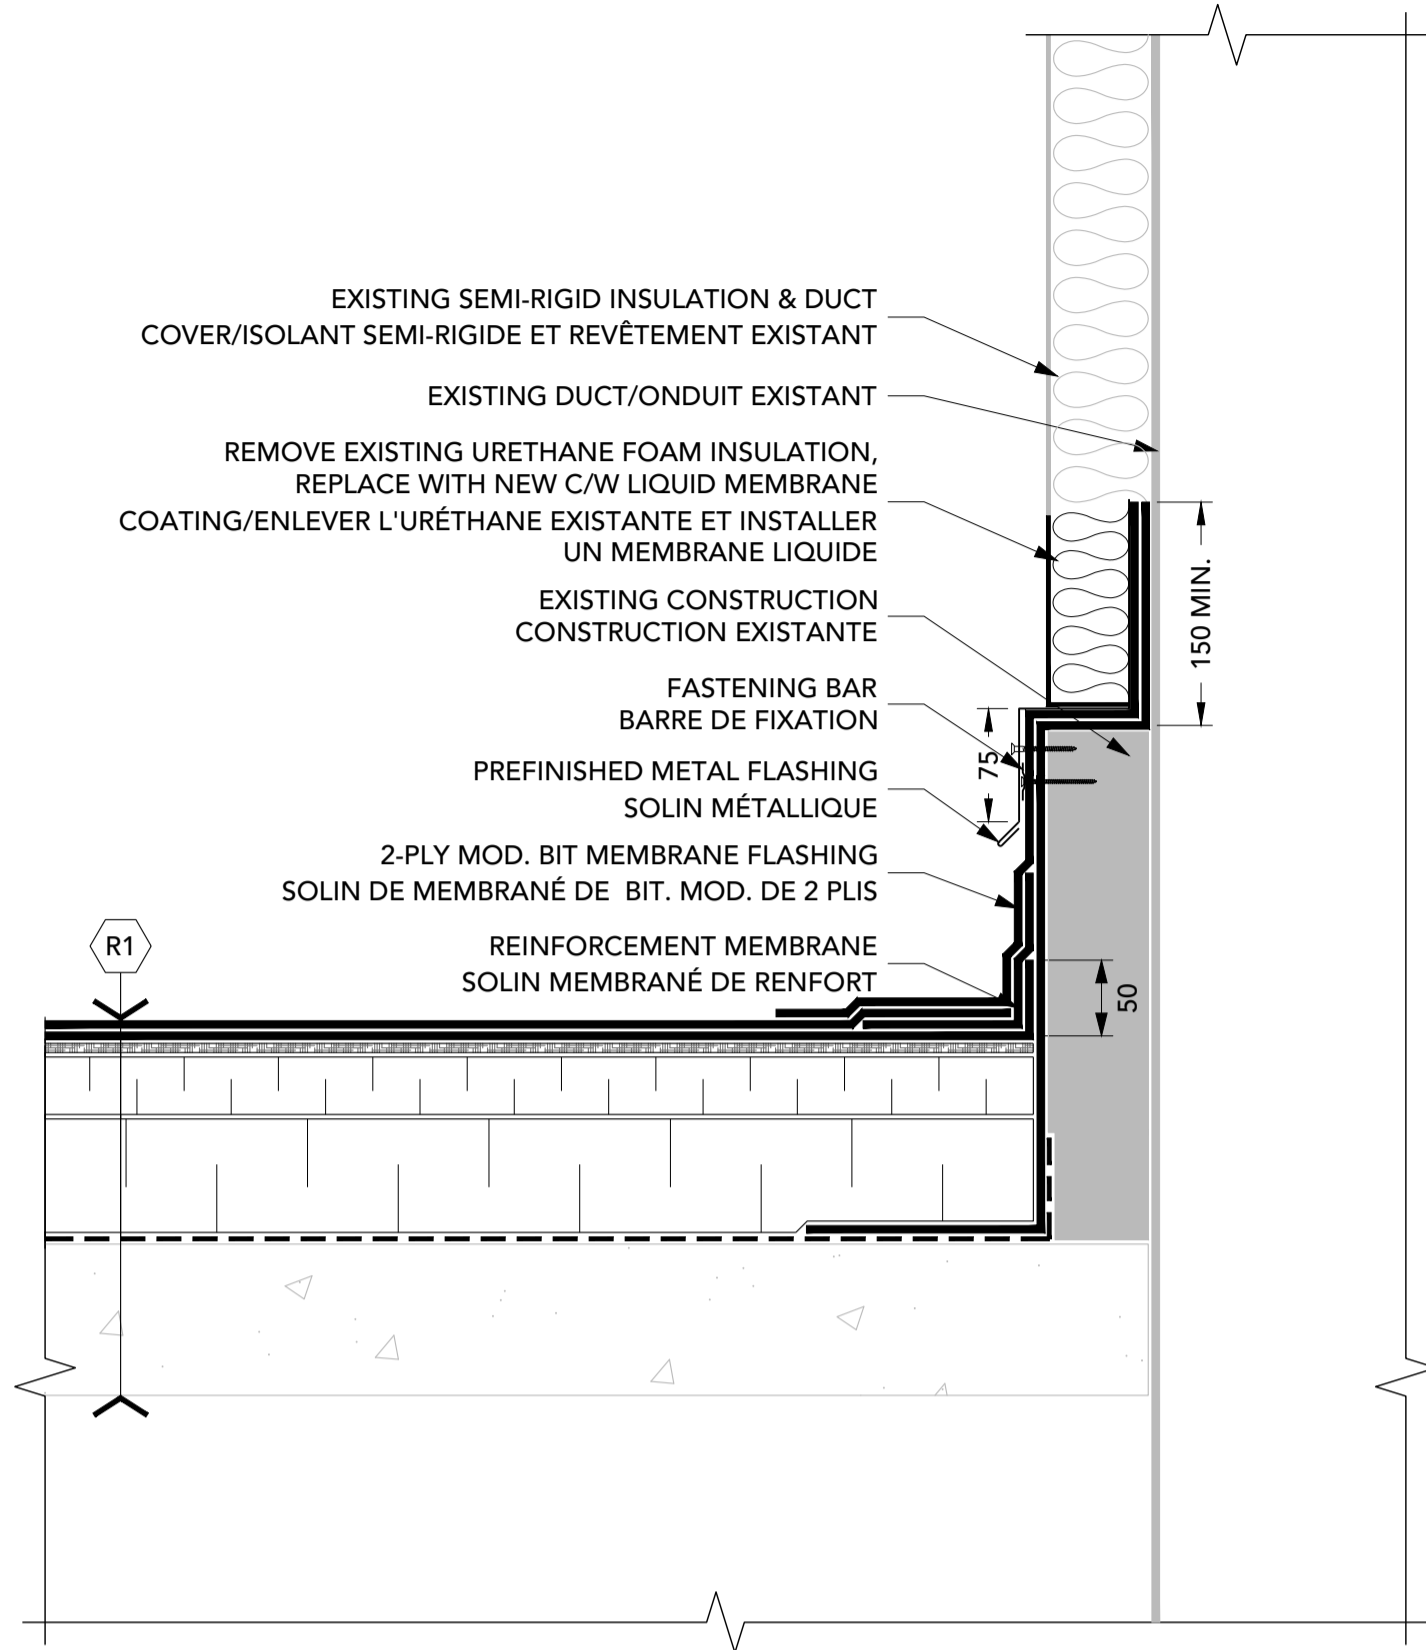 EXISTING SEMI-RIGID INSULATION & DUCT
COVER/ISOLANT SEMI-RIGIDE ET REVÊTEMENT EXISTANT
EXISTING DUCT/ONDUIT EXISTANT
REMOVE EXISTING URETHANE FOAM INSULATION,
REPLACE WITH NEW C/W LIQUID MEMBRANE
COATING/ENLEVER L'URÉTHANE EXISTANTE ET INSTALLER
UN MEMBRANE LIQUIDE
EXISTING CONSTRUCTION
CONSTRUCTION EXISTANTE
FASTENING BAR
BARRE DE FIXATION
PREFINISHED METAL FLASHING
SOLIN MÉTALLIQUE
2-PLY MOD. BIT MEMBRANE FLASHING
SOLIN DE MEMBRANÉ DE  BIT. MOD. DE 2 PLIS
REINFORCEMENT MEMBRANE
SOLIN MEMBRANÉ DE RENFORT
R1
150 MIN.
75
50